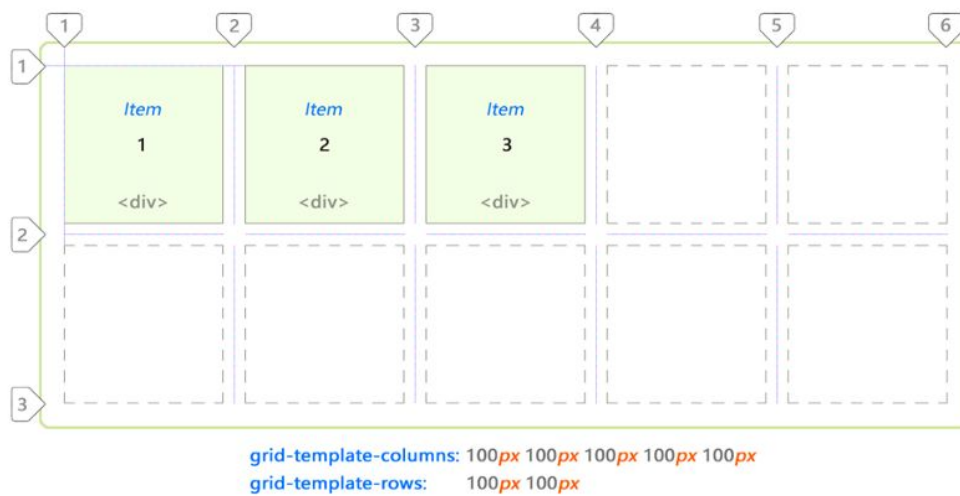 1 2 3 4 5 6
1
Item Item Item
1 2 3
<div> <div> <div>
2
3
grid-template-columns: 100px 100px 100px 100px 100px
grid-template-rows: 100px 100px